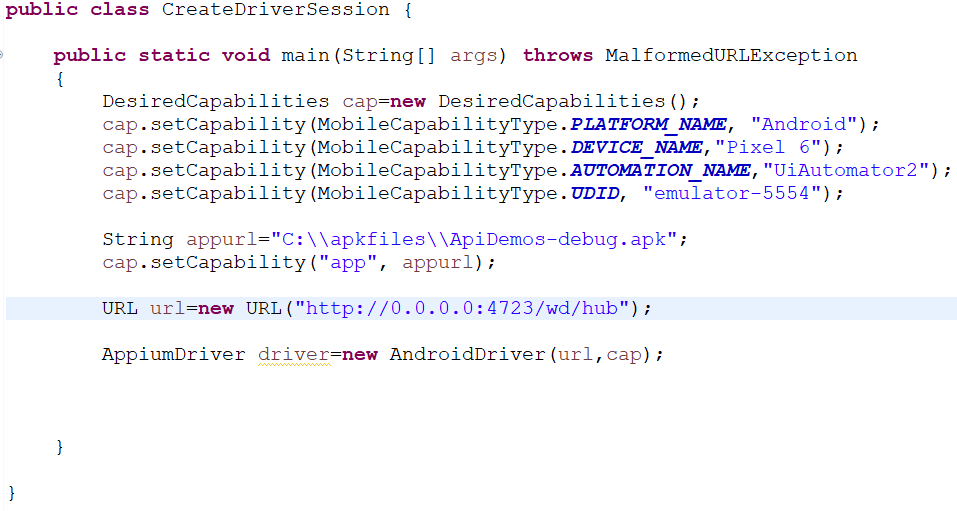 public class CreateDriverSession {
public static void main(String[] args) throws MalformedURLException
{
DesiredCapabilities cap=new DesiredCapabilities();
cap.setCapability(MobileCapabilityType.PLATFORM_NAME, "Android");
cap.setCapability(MobileCapabilityType.DEVICE_NAME,"Pixel 6");
cap.setCapability(MobileCapabilityType.AUTOMATION_NAME,"UiAutomator2");
cap.setCapability(MobileCapabilityType.UDID, "emulator-5554");
String appurl="C:\\apkfiles\\ApiDemos-debug.apk";
cap.setCapability("app", appurl);
URL url=new URL("http://0.0.0.0:4723/wd/hub");
AppiumDriver driver=new AndroidDriver(url,cap);
}
}